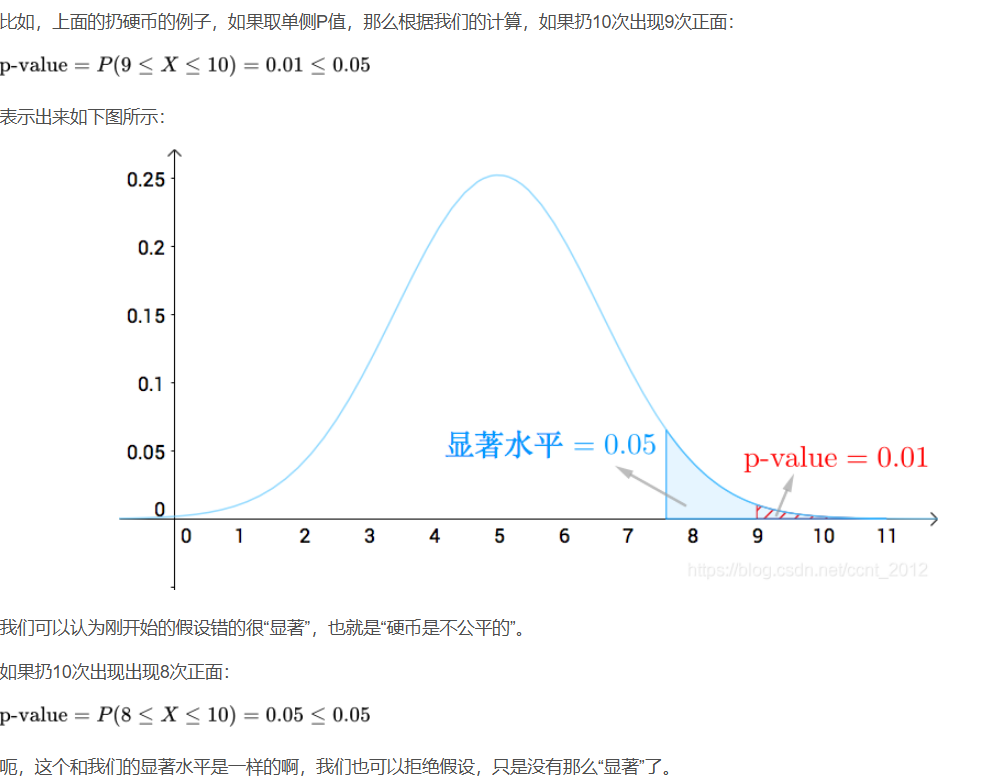 比如，上面的扔硬币的例子，如果取单侧P值，那么根据我们的计算，如果扔10次出现9次正面：
p-value = P(9 ≤ X ≤ 10) = 0.01 ≤ 0.05
表示出来如下图所示：
0.25
0.2
0.15
0.1
0.05
0
显著水平 = 0.05
p-value = 0.01
0 1 2 3 4 5 6 7 8 9 10 11
https://blog.csdn.net/ccnt_2012
我们可以认为刚开始的假设错的很“显著”，也就是“硬币是不公平的”。
如果扔10次出现出现8次正面：
p-value = P(8 ≤ X ≤ 10) = 0.05 ≤ 0.05
呃，这个和我们的显著水平是一样的啊，我们也可以拒绝假设，只是没有那么“显著”了。